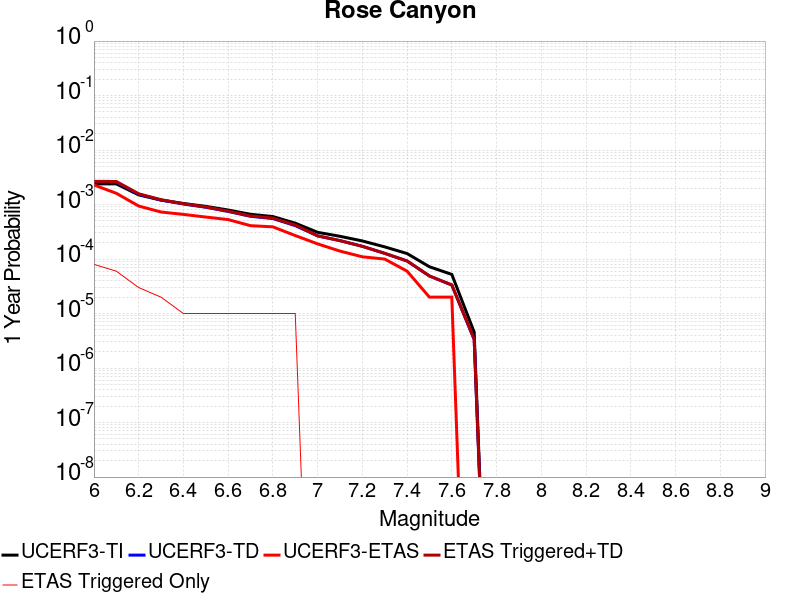 Rose Canyon
10^0
10^-1
10^-2
10^-3
10^-4
10^-5
10^-6
10^-7
10^-8
1 Year Probability
6 6.2 6.4 6.6 6.8 7 7.2 7.4 7.6 7.8 8 8.2 8.4 8.6 8.8 9
Magnitude
UCERF3-TI UCERF3-TD UCERF3-ETAS ETAS Triggered+TD
ETAS Triggered Only